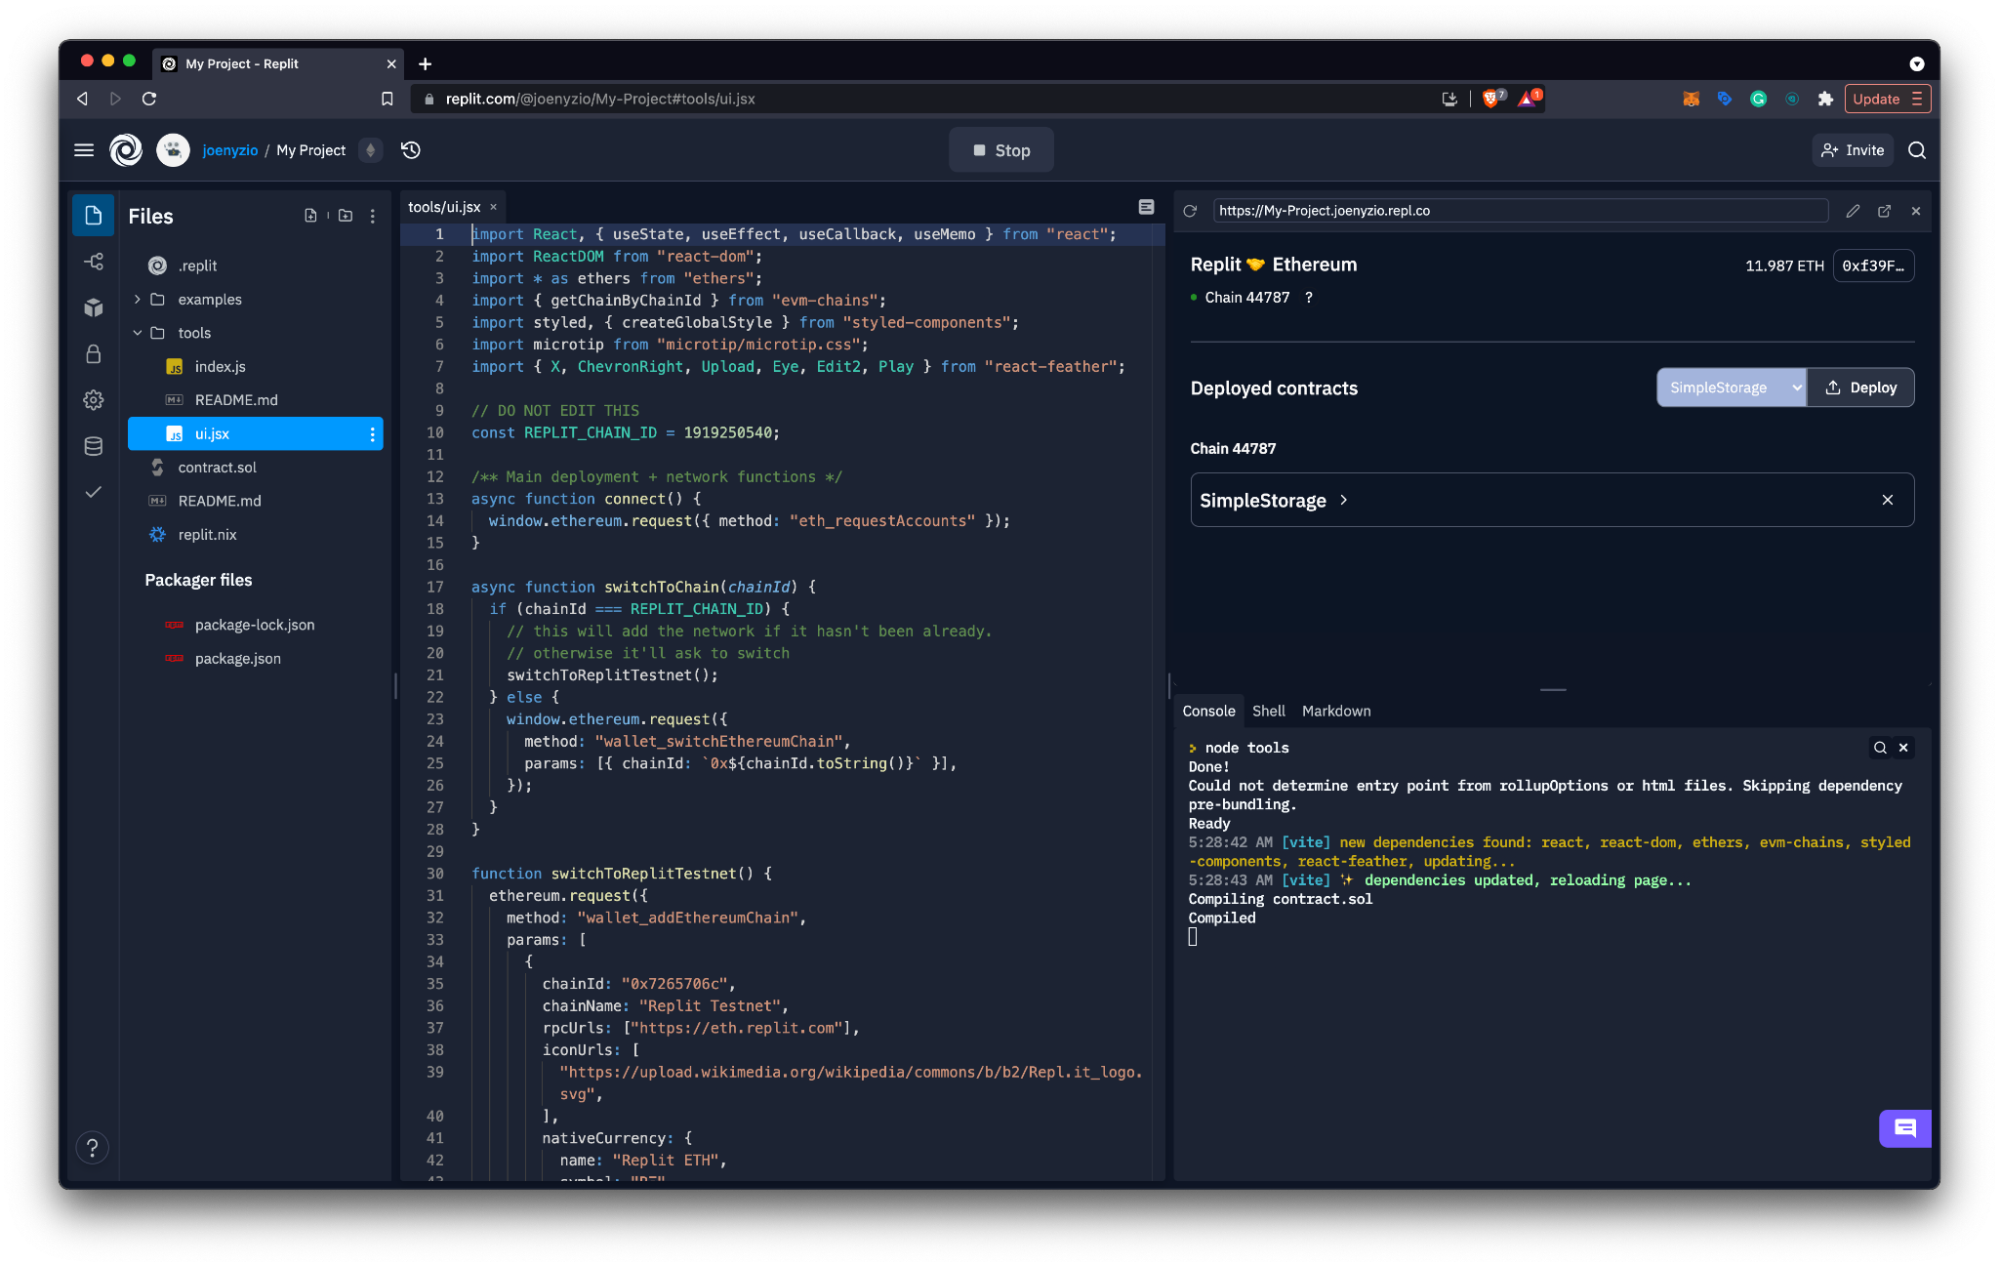 My Project - Replit
replit.com/@joenyzio/My-Project#tools/ui.jsx
7
1
Update
joenyzio / My Project
Stop
Invite
Files
.replit
examples
tools
JS index.js
README.md
JS ui.jsx
contract.sol
README.md
replit.nix
Packager files
package-lock.json
package.json
?
tools/ui.jsx ×
1 import React, { useState, useEffect, useCallback, useMemo } from "react";
2 import ReactDOM from "react-dom";
3 import * as ethers from "ethers";
4 import { getChainByChainId } from "evm-chains";
5 import styled, { createGlobalStyle } from "styled-components";
6 import microtip from "microtip/microtip.css";
7 import { X, ChevronRight, Upload, Eye, Edit2, Play } from "react-feather";
8
9 // DO NOT EDIT THIS
10 const REPLIT_CHAIN_ID = 1919250540;
11
12 /** Main deployment + network functions */
13 async function connect() {
14 window.ethereum.request({ method: "eth_requestAccounts" });
15 }
16
17 async function switchToChain(chainId) {
18 if (chainId === REPLIT_CHAIN_ID) {
19 // this will add the network if it hasn't been already.
20 // otherwise it'll ask to switch
21 switchToReplitTestnet();
22 } else {
23 window.ethereum.request({
24 method: "wallet_switchEthereumChain",
25 params: [{ chainId: `0x${chainId.toString()}` }],
26 });
27 }
28 }
29
30 function switchToReplitTestnet() {
31 ethereum.request({
32 method: "wallet_addEthereumChain",
33 params: [
34 {
35 chainId: "0x7265706c",
36 chainName: "Replit Testnet",
37 rpcUrls: ["https://eth.replit.com"],
38 iconUrls: [
39 "https://upload.wikimedia.org/wikipedia/commons/b/b2/Repl.it_logo.
svg",
40 ],
41 nativeCurrency: {
42 name: "Replit ETH",
https://My-Project.joenyzio.repl.co
Replit 🤝 Ethereum
11.987 ETH 0xf39F…
Chain 44787 ?
Deployed contracts
SimpleStorage
Deploy
Chain 44787
SimpleStorage
Console Shell Markdown
node tools
Done!
Could not determine entry point from rollupOptions or html files. Skipping dependency
pre-bundling.
Ready
5:28:42 AM [vite] new dependencies found: react, react-dom, ethers, evm-chains, styled
-components, react-feather, updating...
5:28:43 AM [vite] ✨ dependencies updated, reloading page...
Compiling contract.sol
Compiled